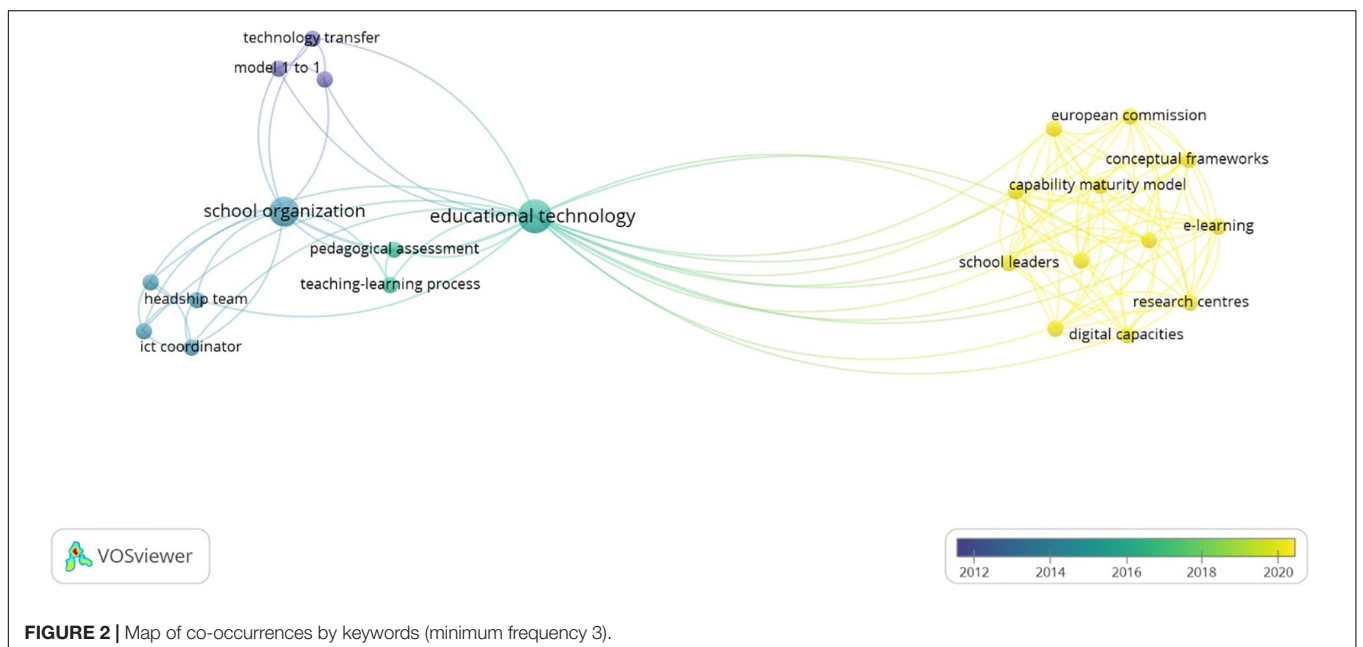 technology transfer
model 1 to 1
european commission
conceptual frameworks
capability maturity model
school organization
educational technology
e-learning
pedagogical assessment
school leaders
teaching-learning process
headship team
research centres
digital capacities
ict coordinator
VOSviewer
2012 2014 2016 2018 2020
FIGURE 2 | Map of co-occurrences by keywords (minimum frequency 3).